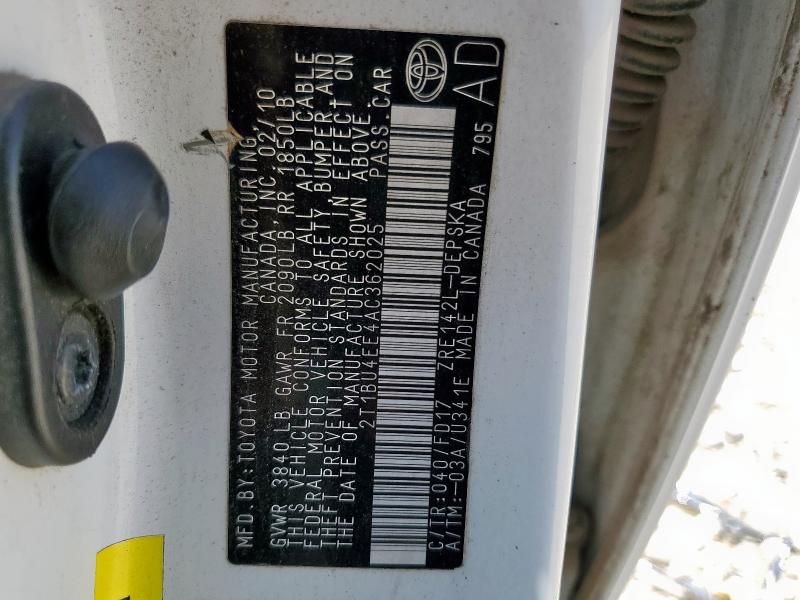 MFD. BY: TOYOTA MOTOR MANUFACTURING,
CANADA, INC. 02/10
GVWR 3840 LB GAWR FR 2090LB RR 1850LB
THIS VEHICLE CONFORMS TO ALL APPLICABLE
FEDERAL MOTOR VEHICLE SAFETY, BUMPER AND
THEFT PREVENTION STANDARDS IN EFFECT ON
THE DATE OF MANUFACTURE SHOWN ABOVE.
2T1BU4EE4AC362025 PASS.CAR
C/TR:040/FD17 ZRE142L-DEPSKA
A/TM:-03A/U341E MADE IN CANADA 795
AD